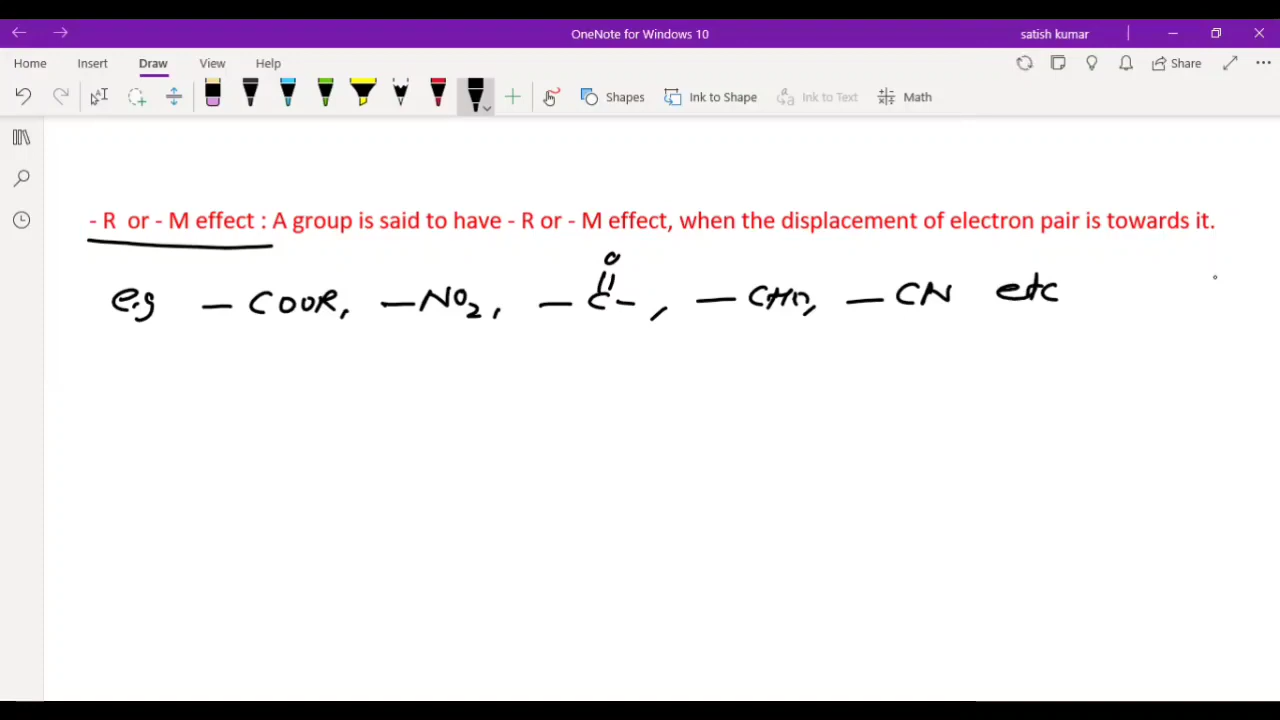 OneNote for Windows 10
satish kumar
Home Insert Draw View Help
Share
Shapes Ink to Shape Ink to Text Math
- R or - M effect : A group is said to have - R or - M effect, when the displacement of electron pair is towards it.
O
e.g — COOR, —NO2, — C –, — CHO, — CN etc